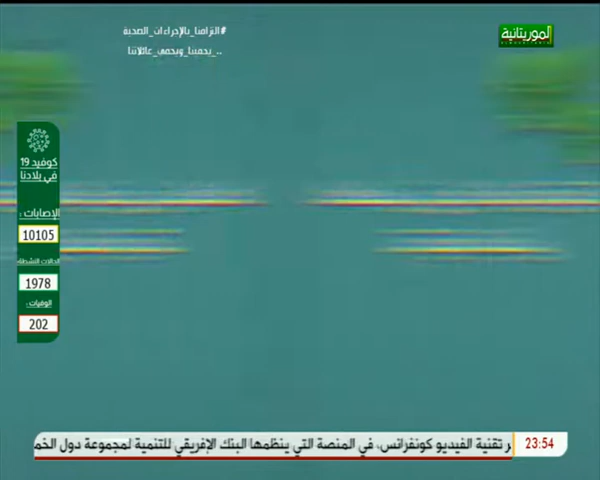 #التزامنا_بالإجراءات_الصحية
.. يحمينا_ويحمي_عائلاتنا
الموريتانية
كوفيد 19
في بلادنا
الإصابات :
10105
الحالات النشطة
1978
الوفيات :
202
ر تقنية الفيديو كونفرانس، في المنصة التي ينظمها البنك الإفريقي للتنمية لمجموعة دول الخم
23:54